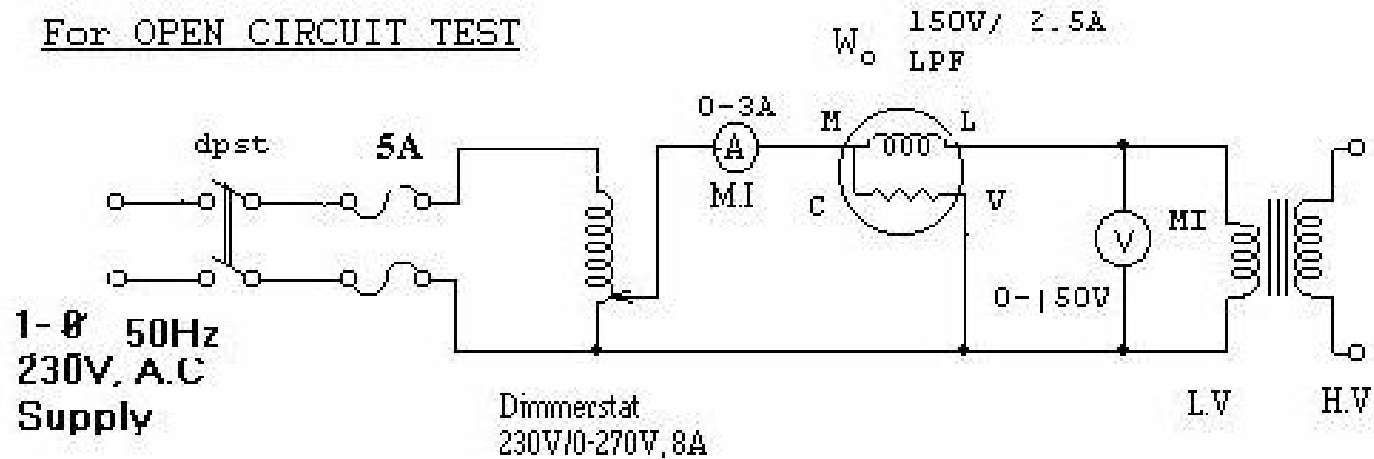 For OPEN CIRCUIT TEST
Wo 150V/ 2.5A
LPF
0-3A
M L
dpst 5A
A
M.I
C V
V
MI
0-150V
1-Ø 50Hz
230V, A.C
Supply
Dimmerstat
230V/0-270V, 8A
L.V H.V